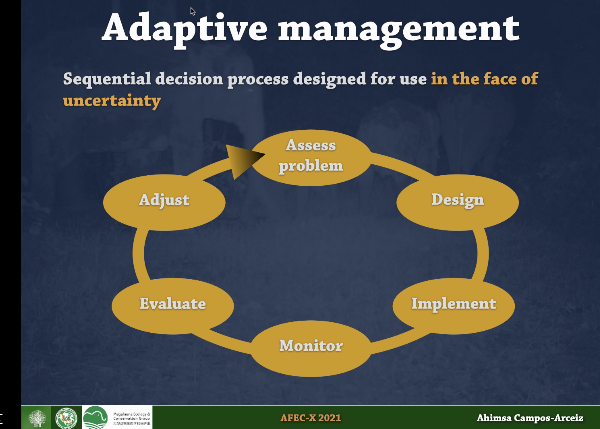 Adaptive management
Sequential decision process designed for use in the face of
uncertainty
Assess
problem
Adjust
Design
Evaluate
Implement
Monitor
AFEC-X 2021
Ahimsa Campos-Arceiz